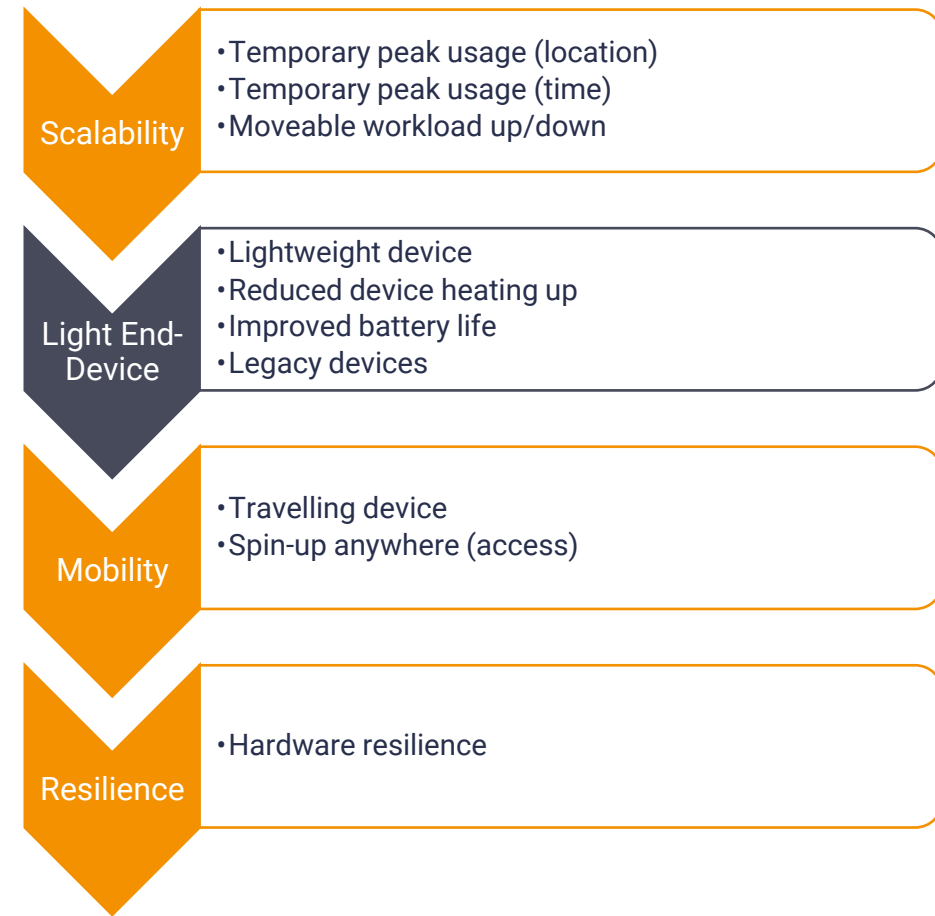 Scalability
•Temporary peak usage (location)
•Temporary peak usage (time)
•Moveable workload up/down
Light End-
Device
•Lightweight device
•Reduced device heating up
•Improved battery life
•Legacy devices
Mobility
•Travelling device
•Spin-up anywhere (access)
Resilience
•Hardware resilience